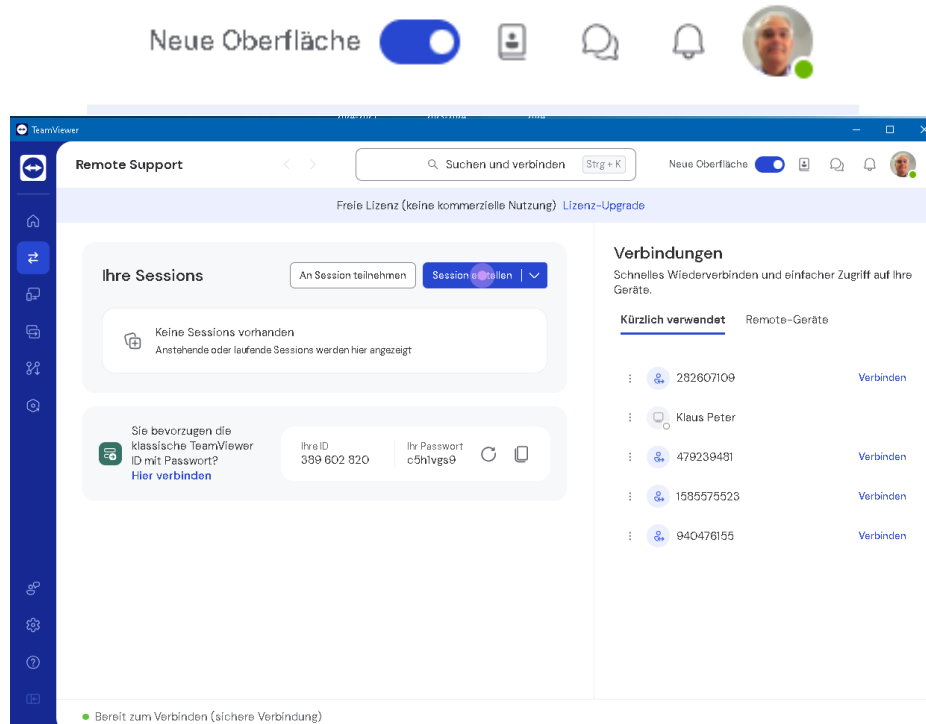 Neue Oberfläche
TeamViewer
Remote Support
Suchen und verbinden
Strg + K
Neue Oberfläche
Freie Lizenz (keine kommerzielle Nutzung) Lizenz-Upgrade
Ihre Sessions
An Session teilnehmen
Session erstellen
Keine Sessions vorhanden
Anstehende oder laufende Sessions werden hier angezeigt
Sie bevorzugen die
klassische TeamViewer
ID mit Passwort?
Hier verbinden
Ihre ID
389 602 820
Ihr Passwort
c5h1vgs9
Verbindungen
Schnelles Wiederverbinden und einfacher Zugriff auf Ihre
Geräte.
Kürzlich verwendet
Remote-Geräte
282607109
Verbinden
Klaus Peter
479239481
Verbinden
1585575523
Verbinden
940476155
Verbinden
Bereit zum Verbinden (sichere Verbindung)